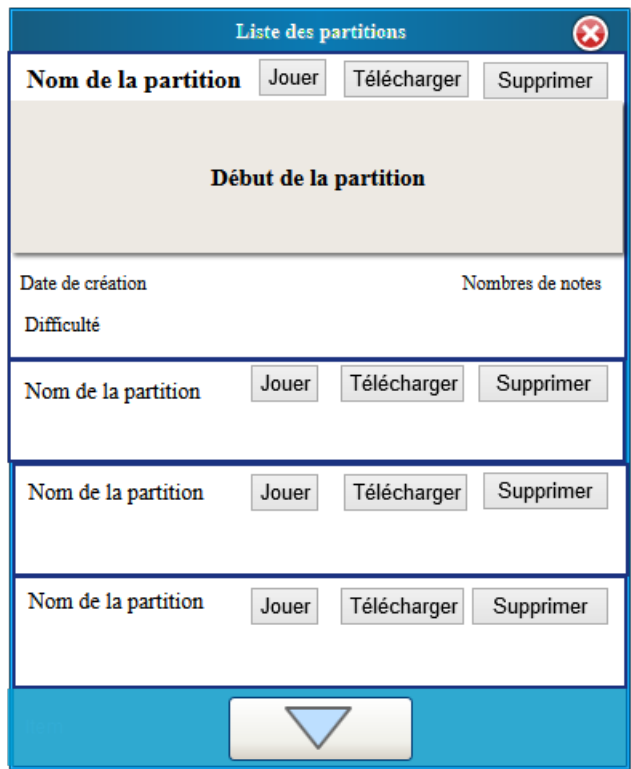 Liste des partitions
Nom de la partition Jouer Télécharger Supprimer
Début de la partition
Date de création Nombres de notes
Difficulté
Nom de la partition Jouer Télécharger Supprimer
Nom de la partition Jouer Télécharger Supprimer
Nom de la partition Jouer Télécharger Supprimer